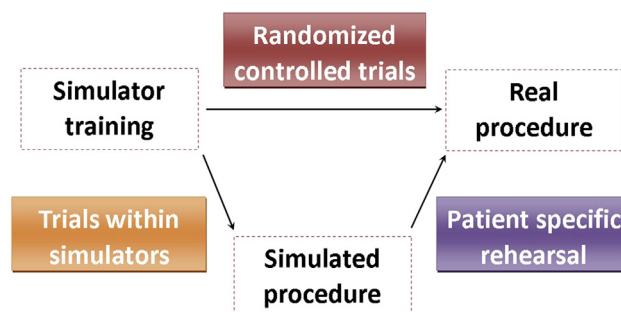 Randomized
controlled trials
Simulator
training
Real
procedure
Trials within
simulators
Patient specific
rehearsal
Simulated
procedure